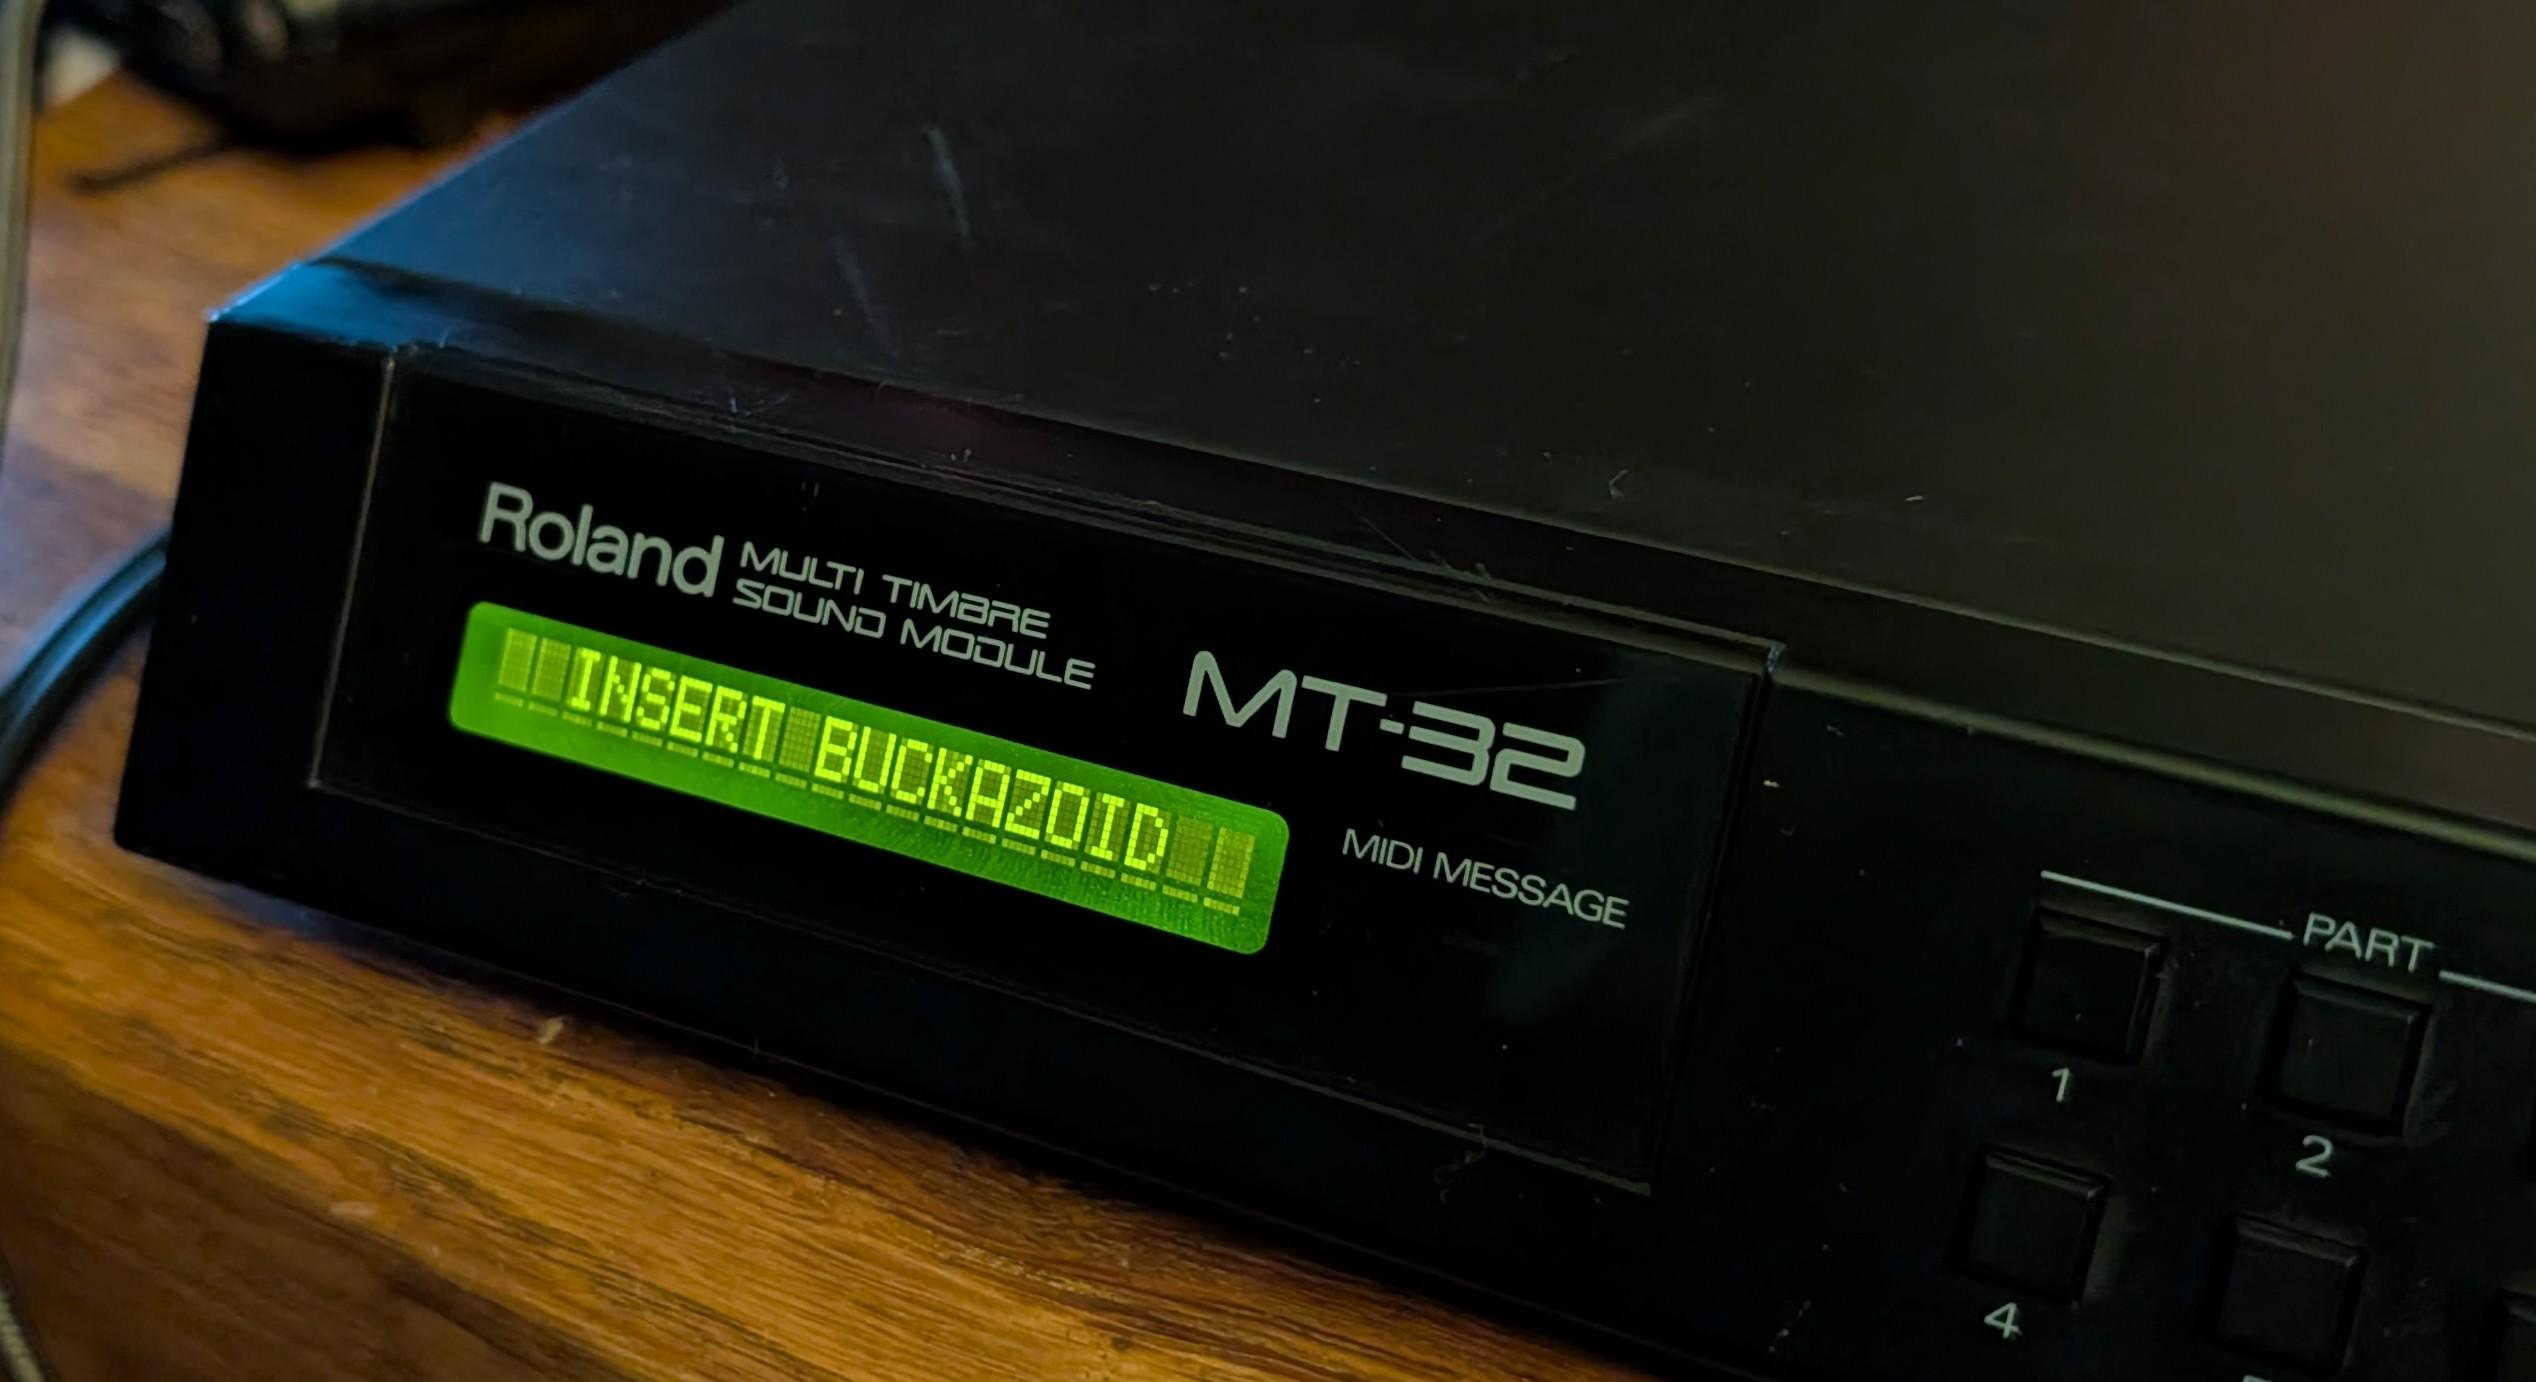 Roland
MULTI TIMBRE
SOUND MODULE
MT-32
INSERT BUCKAZOID
MIDI MESSAGE
PART
1
2
4